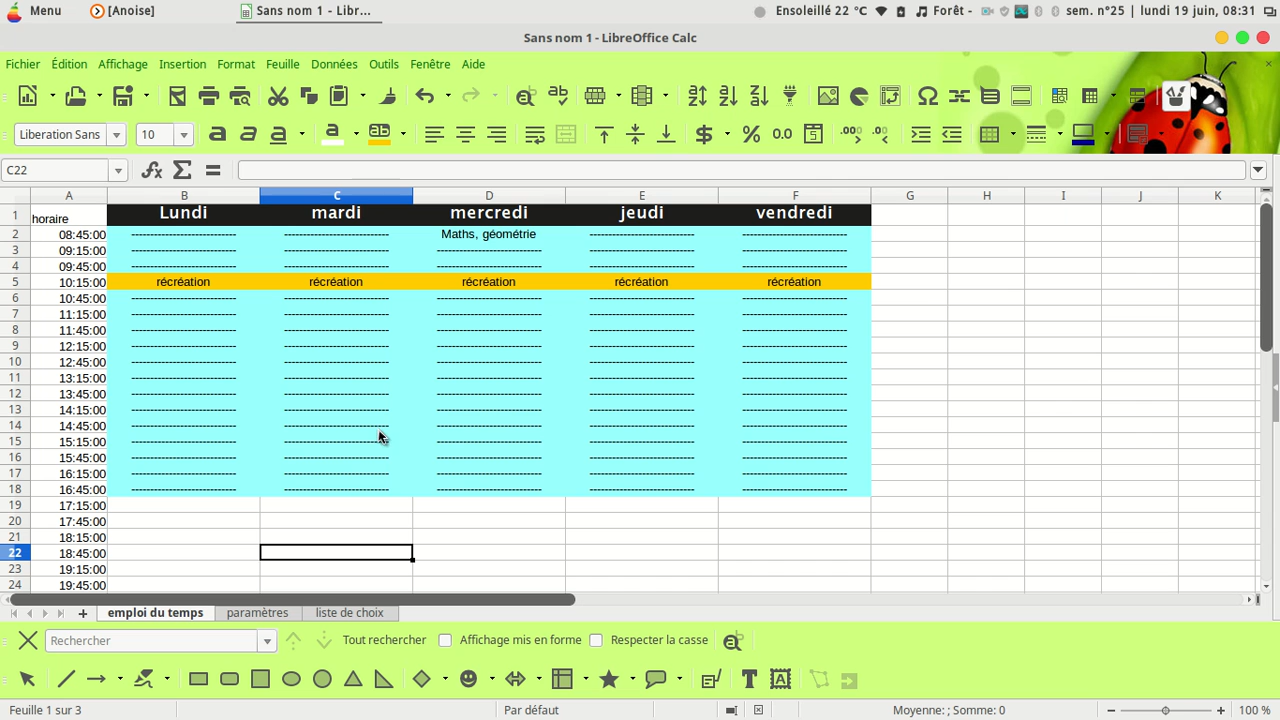 Menu [Anoise] Sans nom 1 - Libr... Ensoleillé 22 °C Forêt - sem. n°25 | lundi 19 juin, 08:31
Sans nom 1 - LibreOffice Calc
Fichier Édition Affichage Insertion Format Feuille Données Outils Fenêtre Aide
Liberation Sans 10
C22
A B C D E F G H I J K
1 horaire Lundi mardi mercredi jeudi vendredi
2 08:45:00 ---------------------------- ---------------------------- Maths, géométrie ---------------------------- ----------------------------
3 09:15:00 ---------------------------- ---------------------------- ---------------------------- ---------------------------- ----------------------------
4 09:45:00 ---------------------------- ---------------------------- ---------------------------- ---------------------------- ----------------------------
5 10:15:00 récréation récréation récréation récréation récréation
6 10:45:00 ---------------------------- ---------------------------- ---------------------------- ---------------------------- ----------------------------
7 11:15:00 ---------------------------- ---------------------------- ---------------------------- ---------------------------- ----------------------------
8 11:45:00 ---------------------------- ---------------------------- ---------------------------- ---------------------------- ----------------------------
9 12:15:00 ---------------------------- ---------------------------- ---------------------------- ---------------------------- ----------------------------
10 12:45:00 ---------------------------- ---------------------------- ---------------------------- ---------------------------- ----------------------------
11 13:15:00 ---------------------------- ---------------------------- ---------------------------- ---------------------------- ----------------------------
12 13:45:00 ---------------------------- ---------------------------- ---------------------------- ---------------------------- ----------------------------
13 14:15:00 ---------------------------- ---------------------------- ---------------------------- ---------------------------- ----------------------------
14 14:45:00 ---------------------------- ---------------------------- ---------------------------- ---------------------------- ----------------------------
15 15:15:00 ---------------------------- ---------------------------- ---------------------------- ---------------------------- ----------------------------
16 15:45:00 ---------------------------- ---------------------------- ---------------------------- ---------------------------- ----------------------------
17 16:15:00 ---------------------------- ---------------------------- ---------------------------- ---------------------------- ----------------------------
18 16:45:00 ---------------------------- ---------------------------- ---------------------------- ---------------------------- ----------------------------
19 17:15:00
20 17:45:00
21 18:15:00
22 18:45:00
23 19:15:00
24 19:45:00
emploi du temps paramètres liste de choix
Rechercher Tout rechercher Affichage mis en forme Respecter la casse
Feuille 1 sur 3 Par défaut Moyenne: ; Somme: 0 100 %